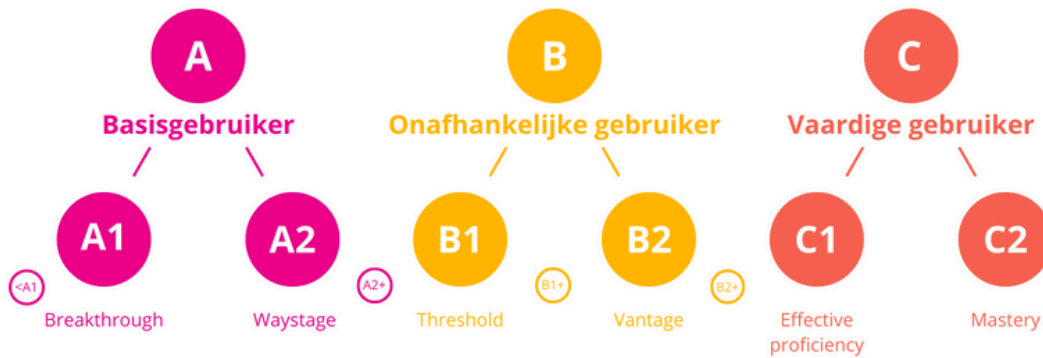 A
B
C
Basisgebruiker
Onafhankelijke gebruiker
Vaardige gebruiker
A1
A2
B1
B2
C1
C2
<A1
A2+
B1+
B2+
Breakthrough
Waystage
Threshold
Vantage
Effective
proficiency
Mastery